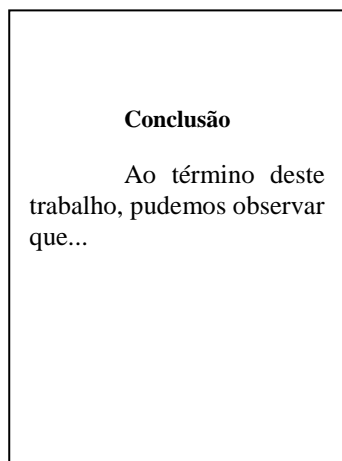 Conclusão
Ao término deste
trabalho, pudemos observar
que...